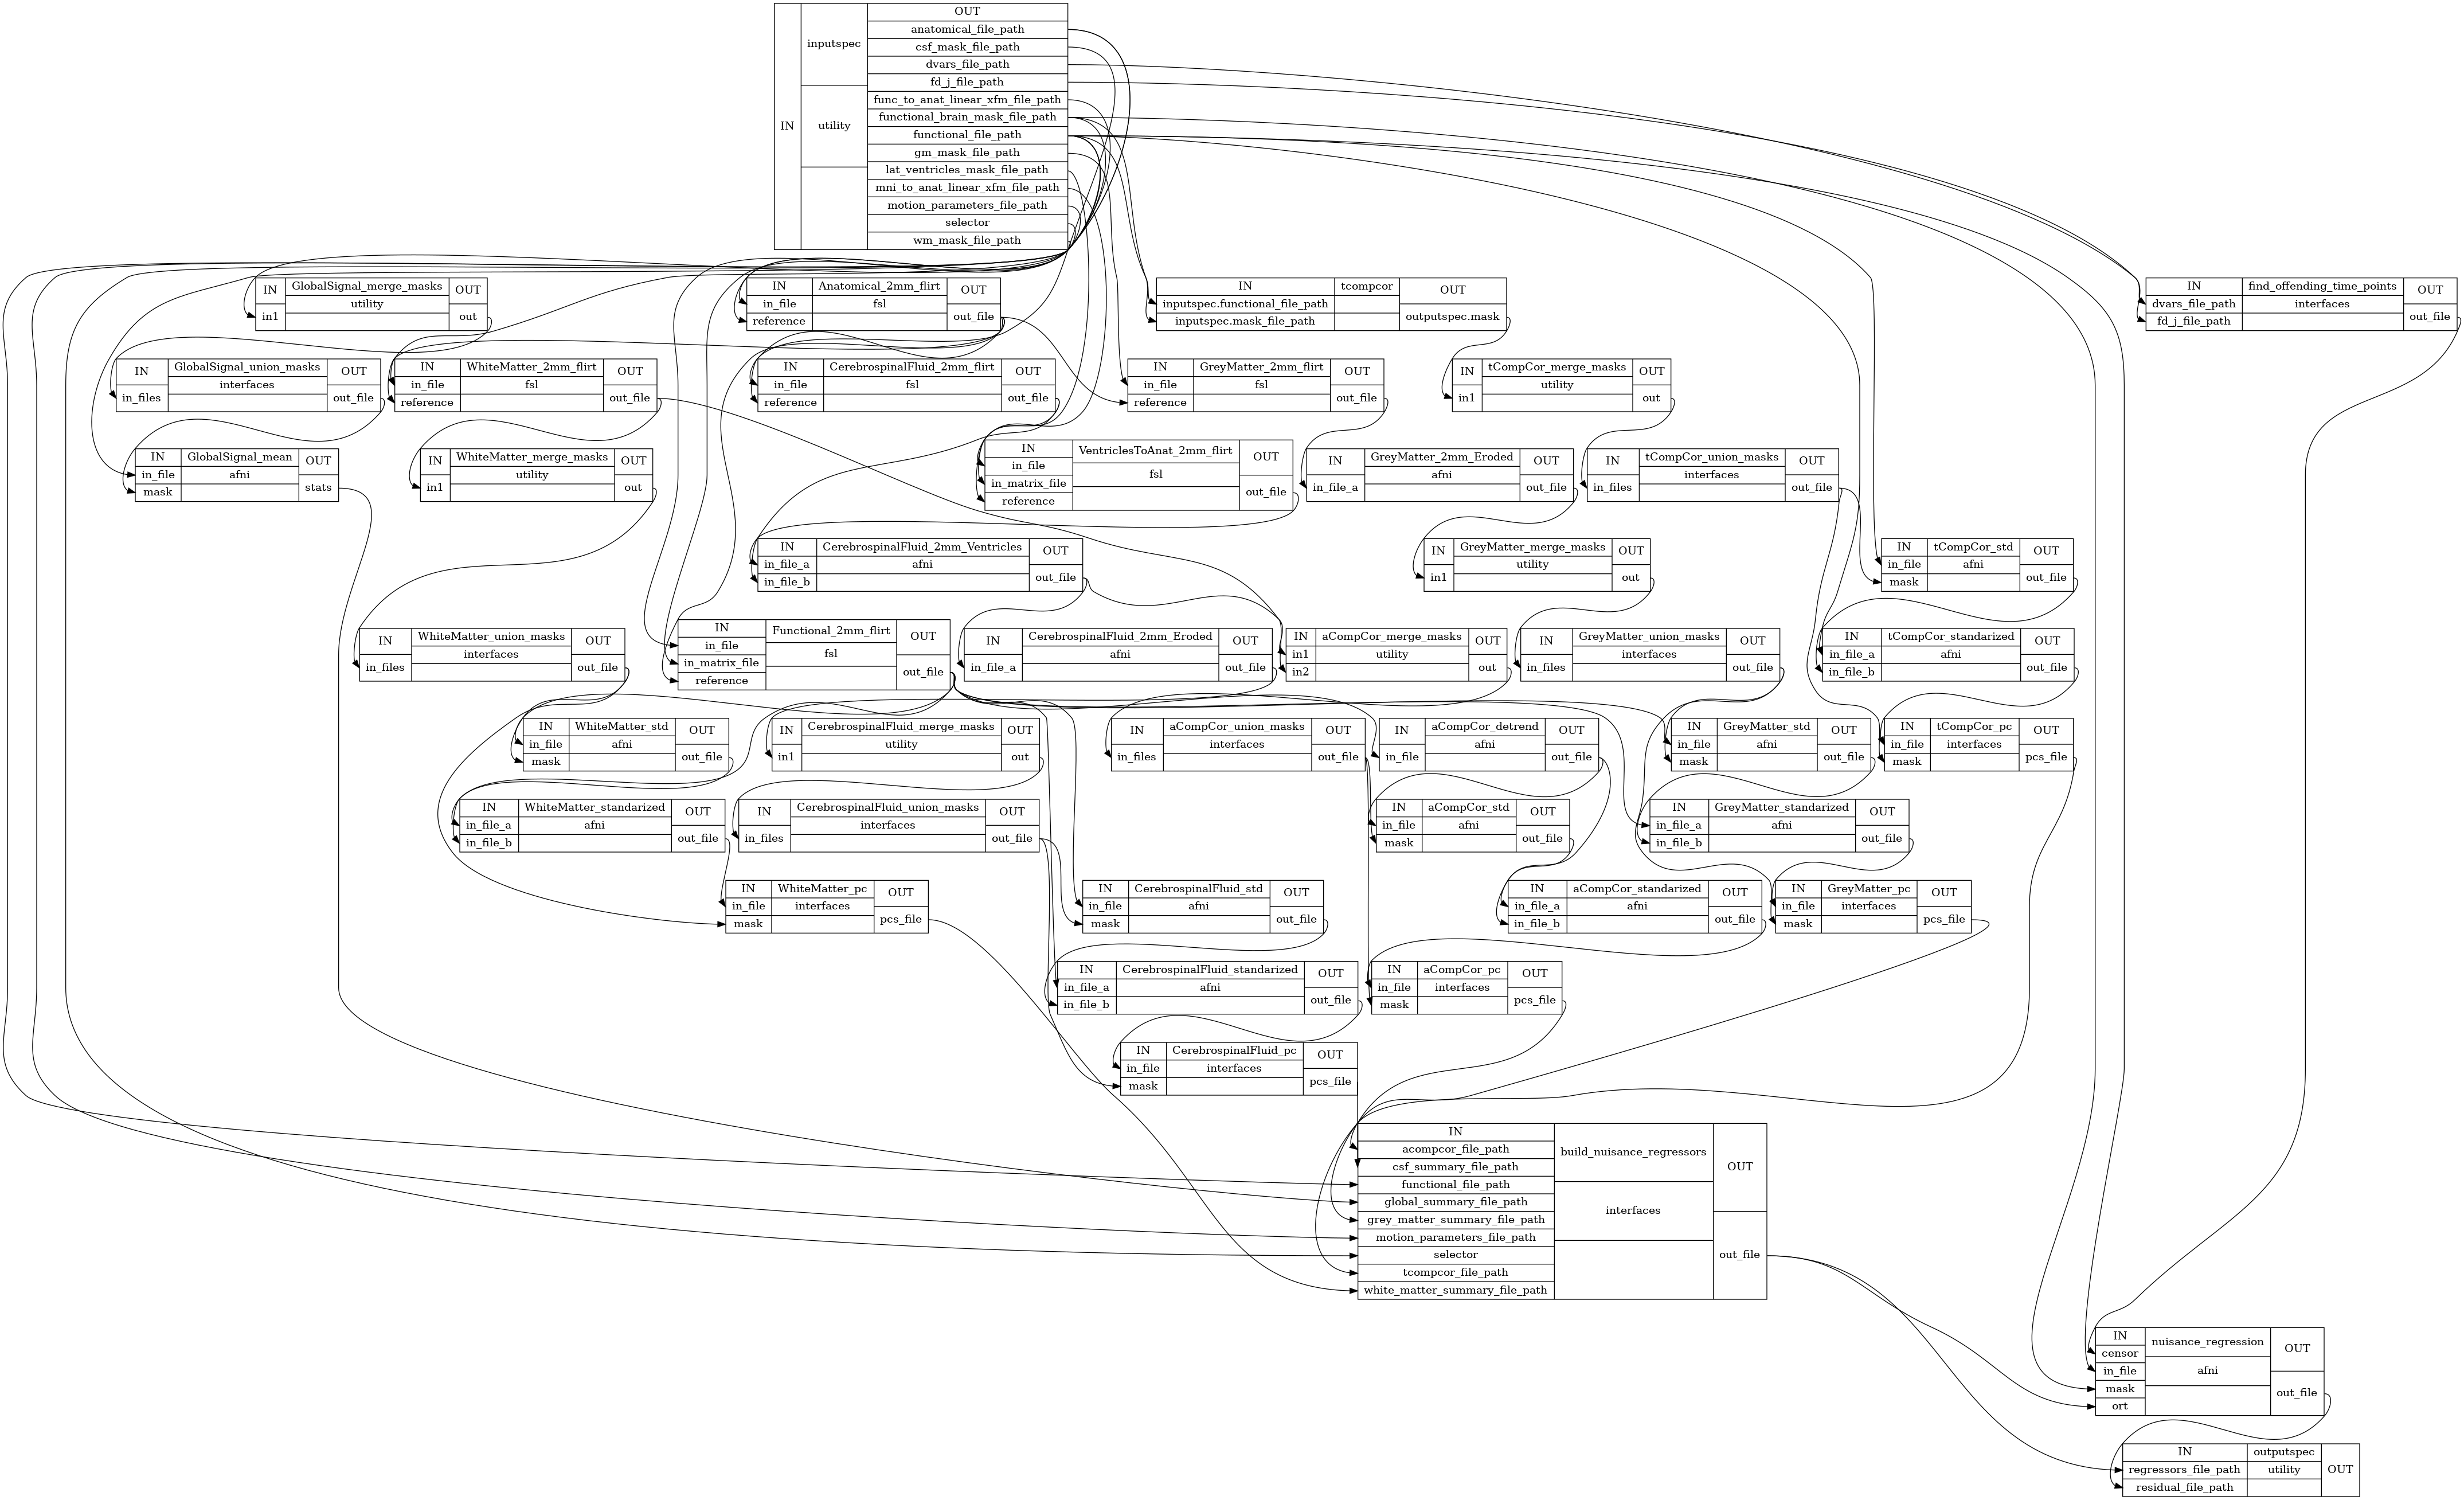 IN
inputspec
utility
OUT
anatomical_file_path
csf_mask_file_path
dvars_file_path
fd_j_file_path
func_to_anat_linear_xfm_file_path
functional_brain_mask_file_path
functional_file_path
gm_mask_file_path
lat_ventricles_mask_file_path
mni_to_anat_linear_xfm_file_path
motion_parameters_file_path
selector
wm_mask_file_path
IN
in1
GlobalSignal_merge_masks
utility
OUT
out
IN
in_file
reference
Anatomical_2mm_flirt
fsl
OUT
out_file
IN
inputspec.functional_file_path
inputspec.mask_file_path
tcompcor
OUT
outputspec.mask
IN
dvars_file_path
fd_j_file_path
find_offending_time_points
interfaces
OUT
out_file
IN
in_files
GlobalSignal_union_masks
interfaces
OUT
out_file
IN
in_file
reference
WhiteMatter_2mm_flirt
fsl
OUT
out_file
IN
in_file
reference
CerebrospinalFluid_2mm_flirt
fsl
OUT
out_file
IN
in_file
reference
GreyMatter_2mm_flirt
fsl
OUT
out_file
IN
in1
tCompCor_merge_masks
utility
OUT
out
IN
in_file
mask
GlobalSignal_mean
afni
OUT
stats
IN
in1
WhiteMatter_merge_masks
utility
OUT
out
IN
in_file
in_matrix_file
reference
VentriclesToAnat_2mm_flirt
fsl
OUT
out_file
IN
in_file_a
GreyMatter_2mm_Eroded
afni
OUT
out_file
IN
in_files
tCompCor_union_masks
interfaces
OUT
out_file
IN
in_file_a
in_file_b
CerebrospinalFluid_2mm_Ventricles
afni
OUT
out_file
IN
in1
GreyMatter_merge_masks
utility
OUT
out
IN
in_file
mask
tCompCor_std
afni
OUT
out_file
IN
in_files
WhiteMatter_union_masks
interfaces
OUT
out_file
IN
in_file
in_matrix_file
reference
Functional_2mm_flirt
fsl
OUT
out_file
IN
in_file_a
CerebrospinalFluid_2mm_Eroded
afni
OUT
out_file
IN
in1
in2
aCompCor_merge_masks
utility
OUT
out
IN
in_files
GreyMatter_union_masks
interfaces
OUT
out_file
IN
in_file_a
in_file_b
tCompCor_standarized
afni
OUT
out_file
IN
in_file
mask
WhiteMatter_std
afni
OUT
out_file
IN
in1
CerebrospinalFluid_merge_masks
utility
OUT
out
IN
in_files
aCompCor_union_masks
interfaces
OUT
out_file
IN
in_file
aCompCor_detrend
afni
OUT
out_file
IN
in_file
mask
GreyMatter_std
afni
OUT
out_file
IN
in_file
mask
tCompCor_pc
interfaces
OUT
pcs_file
IN
in_file_a
in_file_b
WhiteMatter_standarized
afni
OUT
out_file
IN
in_files
CerebrospinalFluid_union_masks
interfaces
OUT
out_file
IN
in_file
mask
aCompCor_std
afni
OUT
out_file
IN
in_file_a
in_file_b
GreyMatter_standarized
afni
OUT
out_file
IN
in_file
mask
WhiteMatter_pc
interfaces
OUT
pcs_file
IN
in_file
mask
CerebrospinalFluid_std
afni
OUT
out_file
IN
in_file_a
in_file_b
aCompCor_standarized
afni
OUT
out_file
IN
in_file
mask
GreyMatter_pc
interfaces
OUT
pcs_file
IN
in_file_a
in_file_b
CerebrospinalFluid_standarized
afni
OUT
out_file
IN
in_file
mask
aCompCor_pc
interfaces
OUT
pcs_file
IN
in_file
mask
CerebrospinalFluid_pc
interfaces
OUT
pcs_file
IN
acompcor_file_path
csf_summary_file_path
functional_file_path
global_summary_file_path
grey_matter_summary_file_path
motion_parameters_file_path
selector
tcompcor_file_path
white_matter_summary_file_path
build_nuisance_regressors
interfaces
OUT
out_file
IN
censor
in_file
mask
ort
nuisance_regression
afni
OUT
out_file
IN
regressors_file_path
residual_file_path
outputspec
utility
OUT